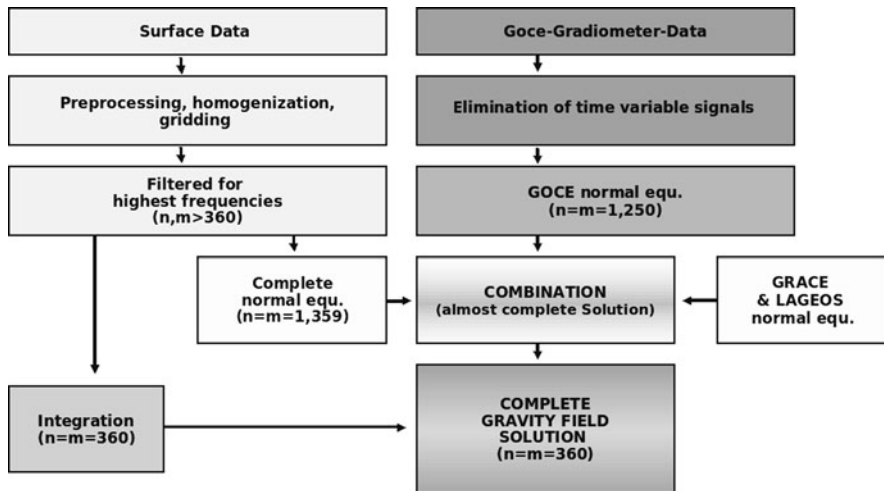 Surface Data
Goce-Gradiometer-Data
Preprocessing, homogenization,
gridding
Elimination of time variable signals
Filtered for
highest frequencies
(n,m>360)
GOCE normal equ.
(n=m=1,250)
Complete
normal equ.
(n=m=1,359)
COMBINATION
(almost complete Solution)
GRACE
& LAGEOS
normal equ.
Integration
(n=m=360)
COMPLETE
GRAVITY FIELD
SOLUTION
(n=m=360)